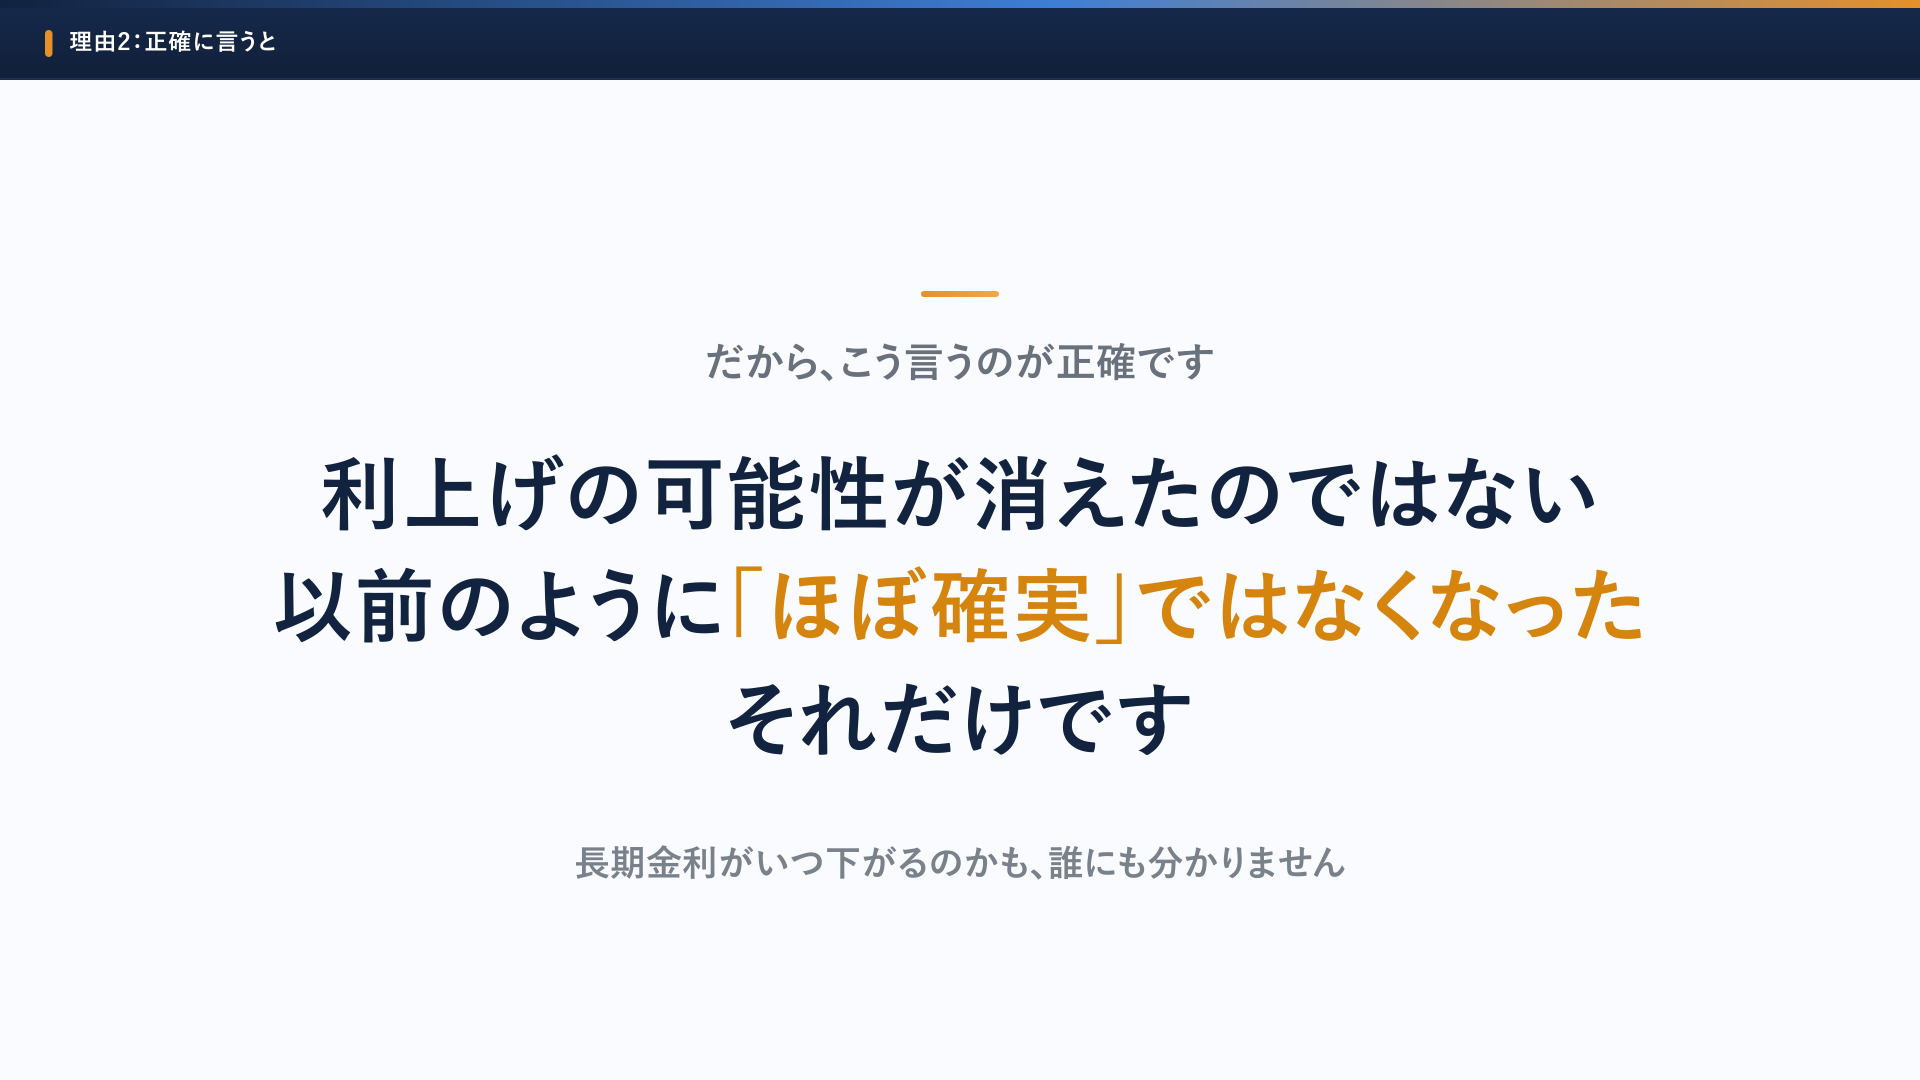 理由2：正確に言うと
だから、こう言うのが正確です
利上げの可能性が消えたのではない
以前のように「ほぼ確実」ではなくなった
それだけです
長期金利がいつ下がるのかも、誰にも分かりません